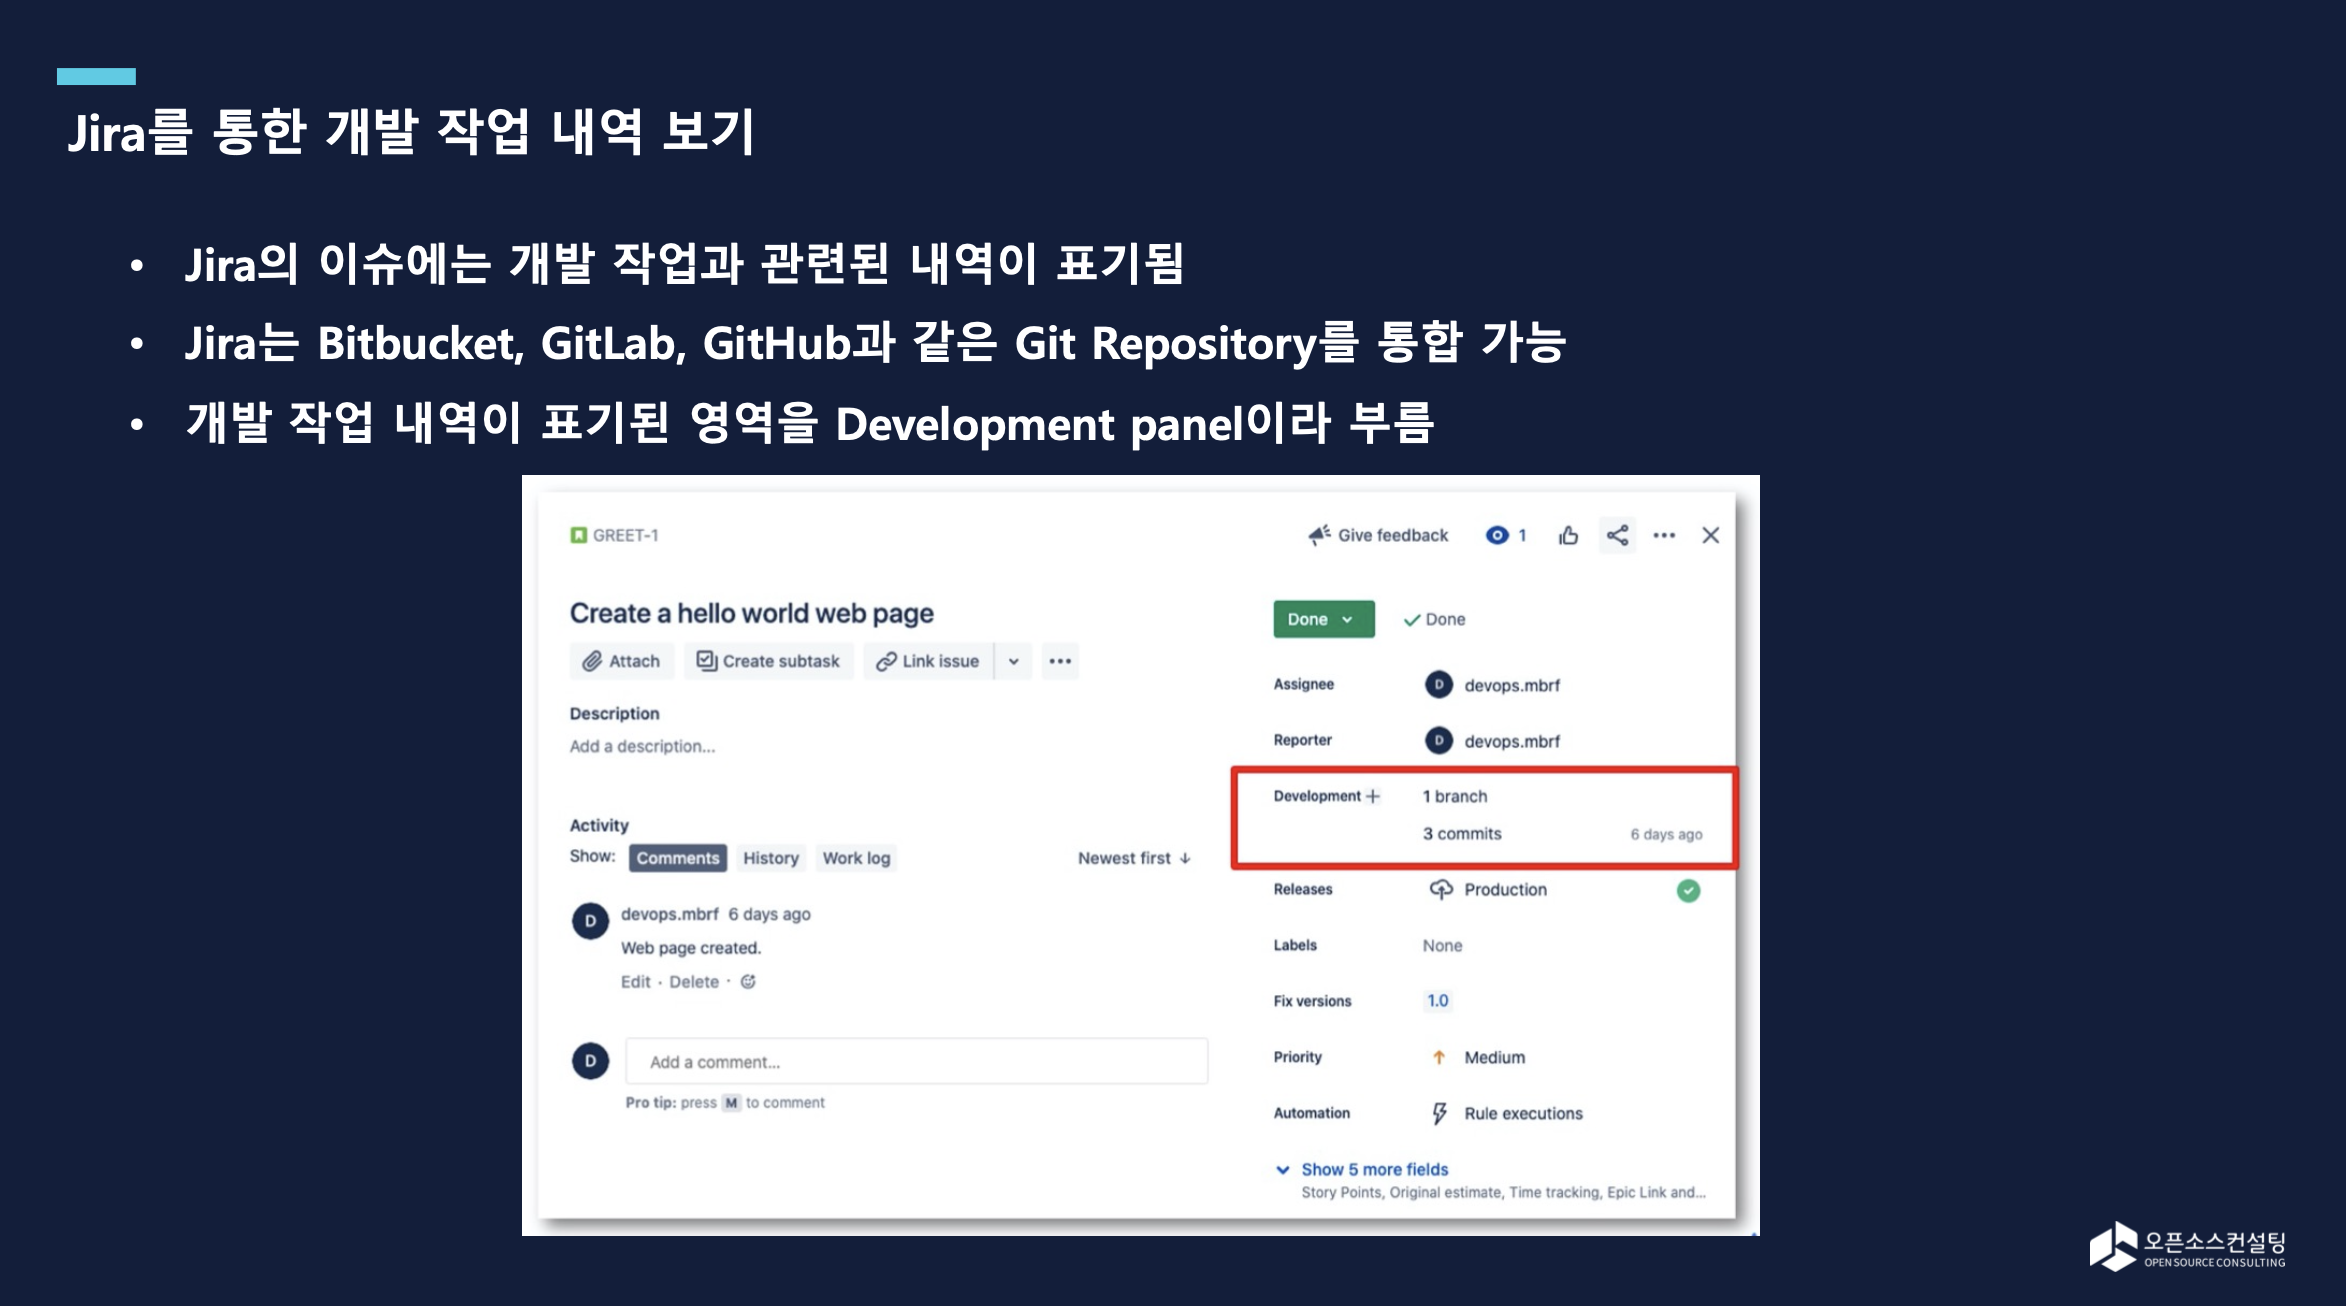 Jira를 통한 개발 작업 내역 보기
• Jira의 이슈에는 개발 작업과 관련된 내역이 표기됨
• Jira는 Bitbucket, GitLab, GitHub과 같은 Git Repository를 통합 가능
• 개발 작업 내역이 표기된 영역을 Development panel이라 부름
GREET-1
Give feedback 1
Create a hello world web page
Attach Create subtask Link issue
Description
Add a description...
Activity
Show: Comments History Work log Newest first
D devops.mbrf 6 days ago
Web page created.
Edit · Delete ·
D Add a comment...
Pro tip: press M to comment
Done Done
Assignee D devops.mbrf
Reporter D devops.mbrf
Development + 1 branch
3 commits 6 days ago
Releases Production
Labels None
Fix versions 1.0
Priority Medium
Automation Rule executions
Show 5 more fields
Story Points, Original estimate, Time tracking, Epic Link and...
오픈소스컨설팅
OPEN SOURCE CONSULTING